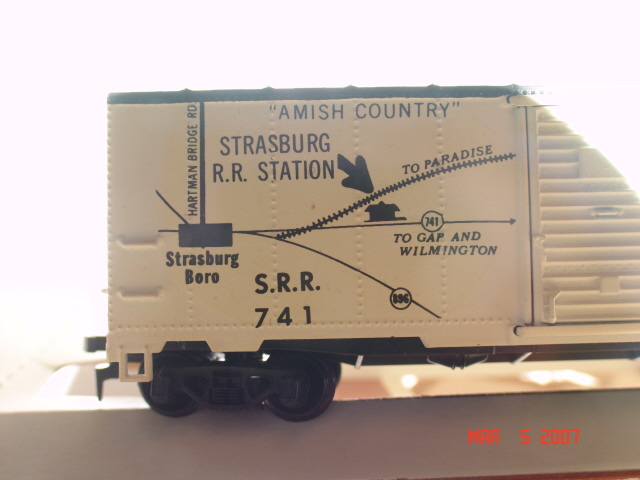 "AMISH COUNTRY"
HARTMAN BRIDGE RD
STRASBURG
R.R. STATION
TO PARADISE
741
TO GAP AND
WILMINGTON
Strasburg
Boro
S.R.R.
741
896
MAR 5 2007